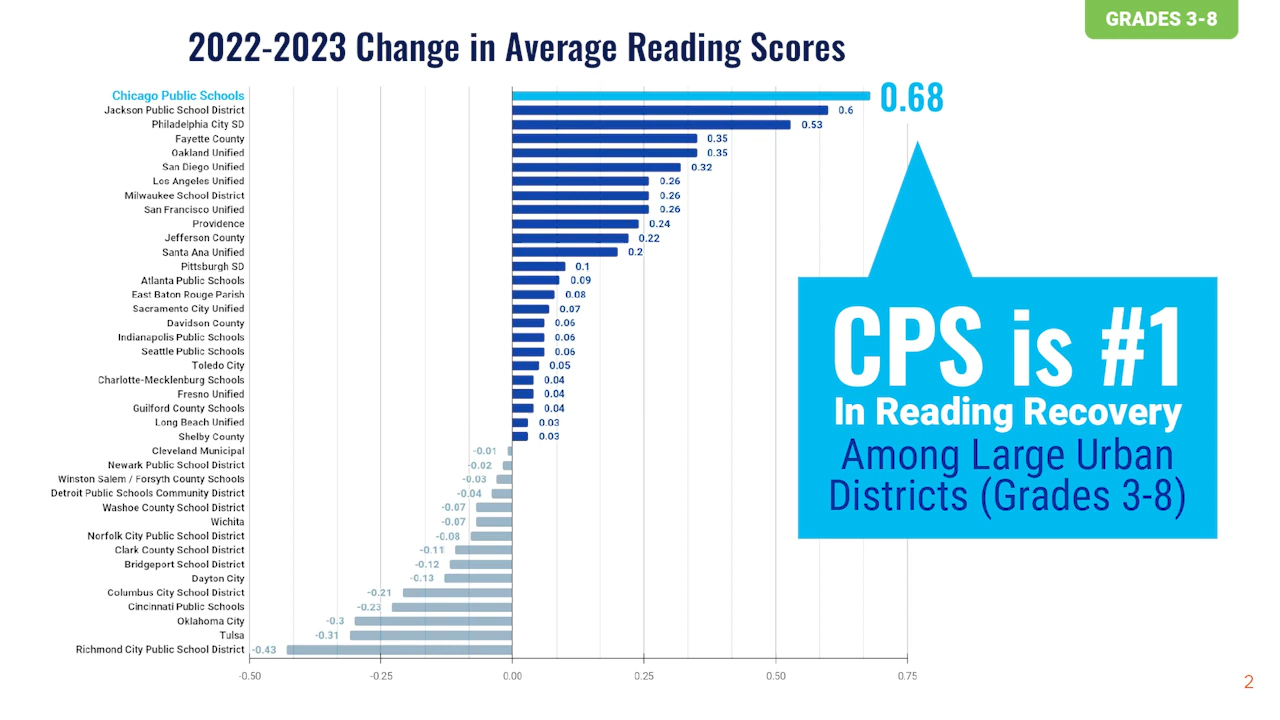 GRADES 3-8
2022-2023 Change in Average Reading Scores
Chicago Public Schools 0.68
Jackson Public School District 0.6
Philadelphia City SD 0.53
Fayette County 0.35
Oakland Unified 0.35
San Diego Unified 0.32
Los Angeles Unified 0.26
Milwaukee School District 0.26
San Francisco Unified 0.26
Providence 0.24
Jefferson County 0.22
Santa Ana Unified 0.2
Pittsburgh SD 0.1
Atlanta Public Schools 0.09
East Baton Rouge Parish 0.08
Sacramento City Unified 0.07
Davidson County 0.06
Indianapolis Public Schools 0.06
Seattle Public Schools 0.06
Toledo City 0.05
Charlotte-Mecklenburg Schools 0.04
Fresno Unified 0.04
Guilford County Schools 0.04
Long Beach Unified 0.03
Shelby County 0.03
Cleveland Municipal -0.01
Newark Public School District -0.02
Winston Salem / Forsyth County Schools -0.03
Detroit Public Schools Community District -0.04
Washoe County School District -0.07
Wichita -0.07
Norfolk City Public School District -0.08
Clark County School District -0.11
Bridgeport School District -0.12
Dayton City -0.13
Columbus City School District -0.21
Cincinnati Public Schools -0.23
Oklahoma City -0.3
Tulsa -0.31
Richmond City Public School District -0.43
-0.50 -0.25 0.00 0.25 0.50 0.75
CPS is #1
In Reading Recovery
Among Large Urban
Districts (Grades 3-8)
2